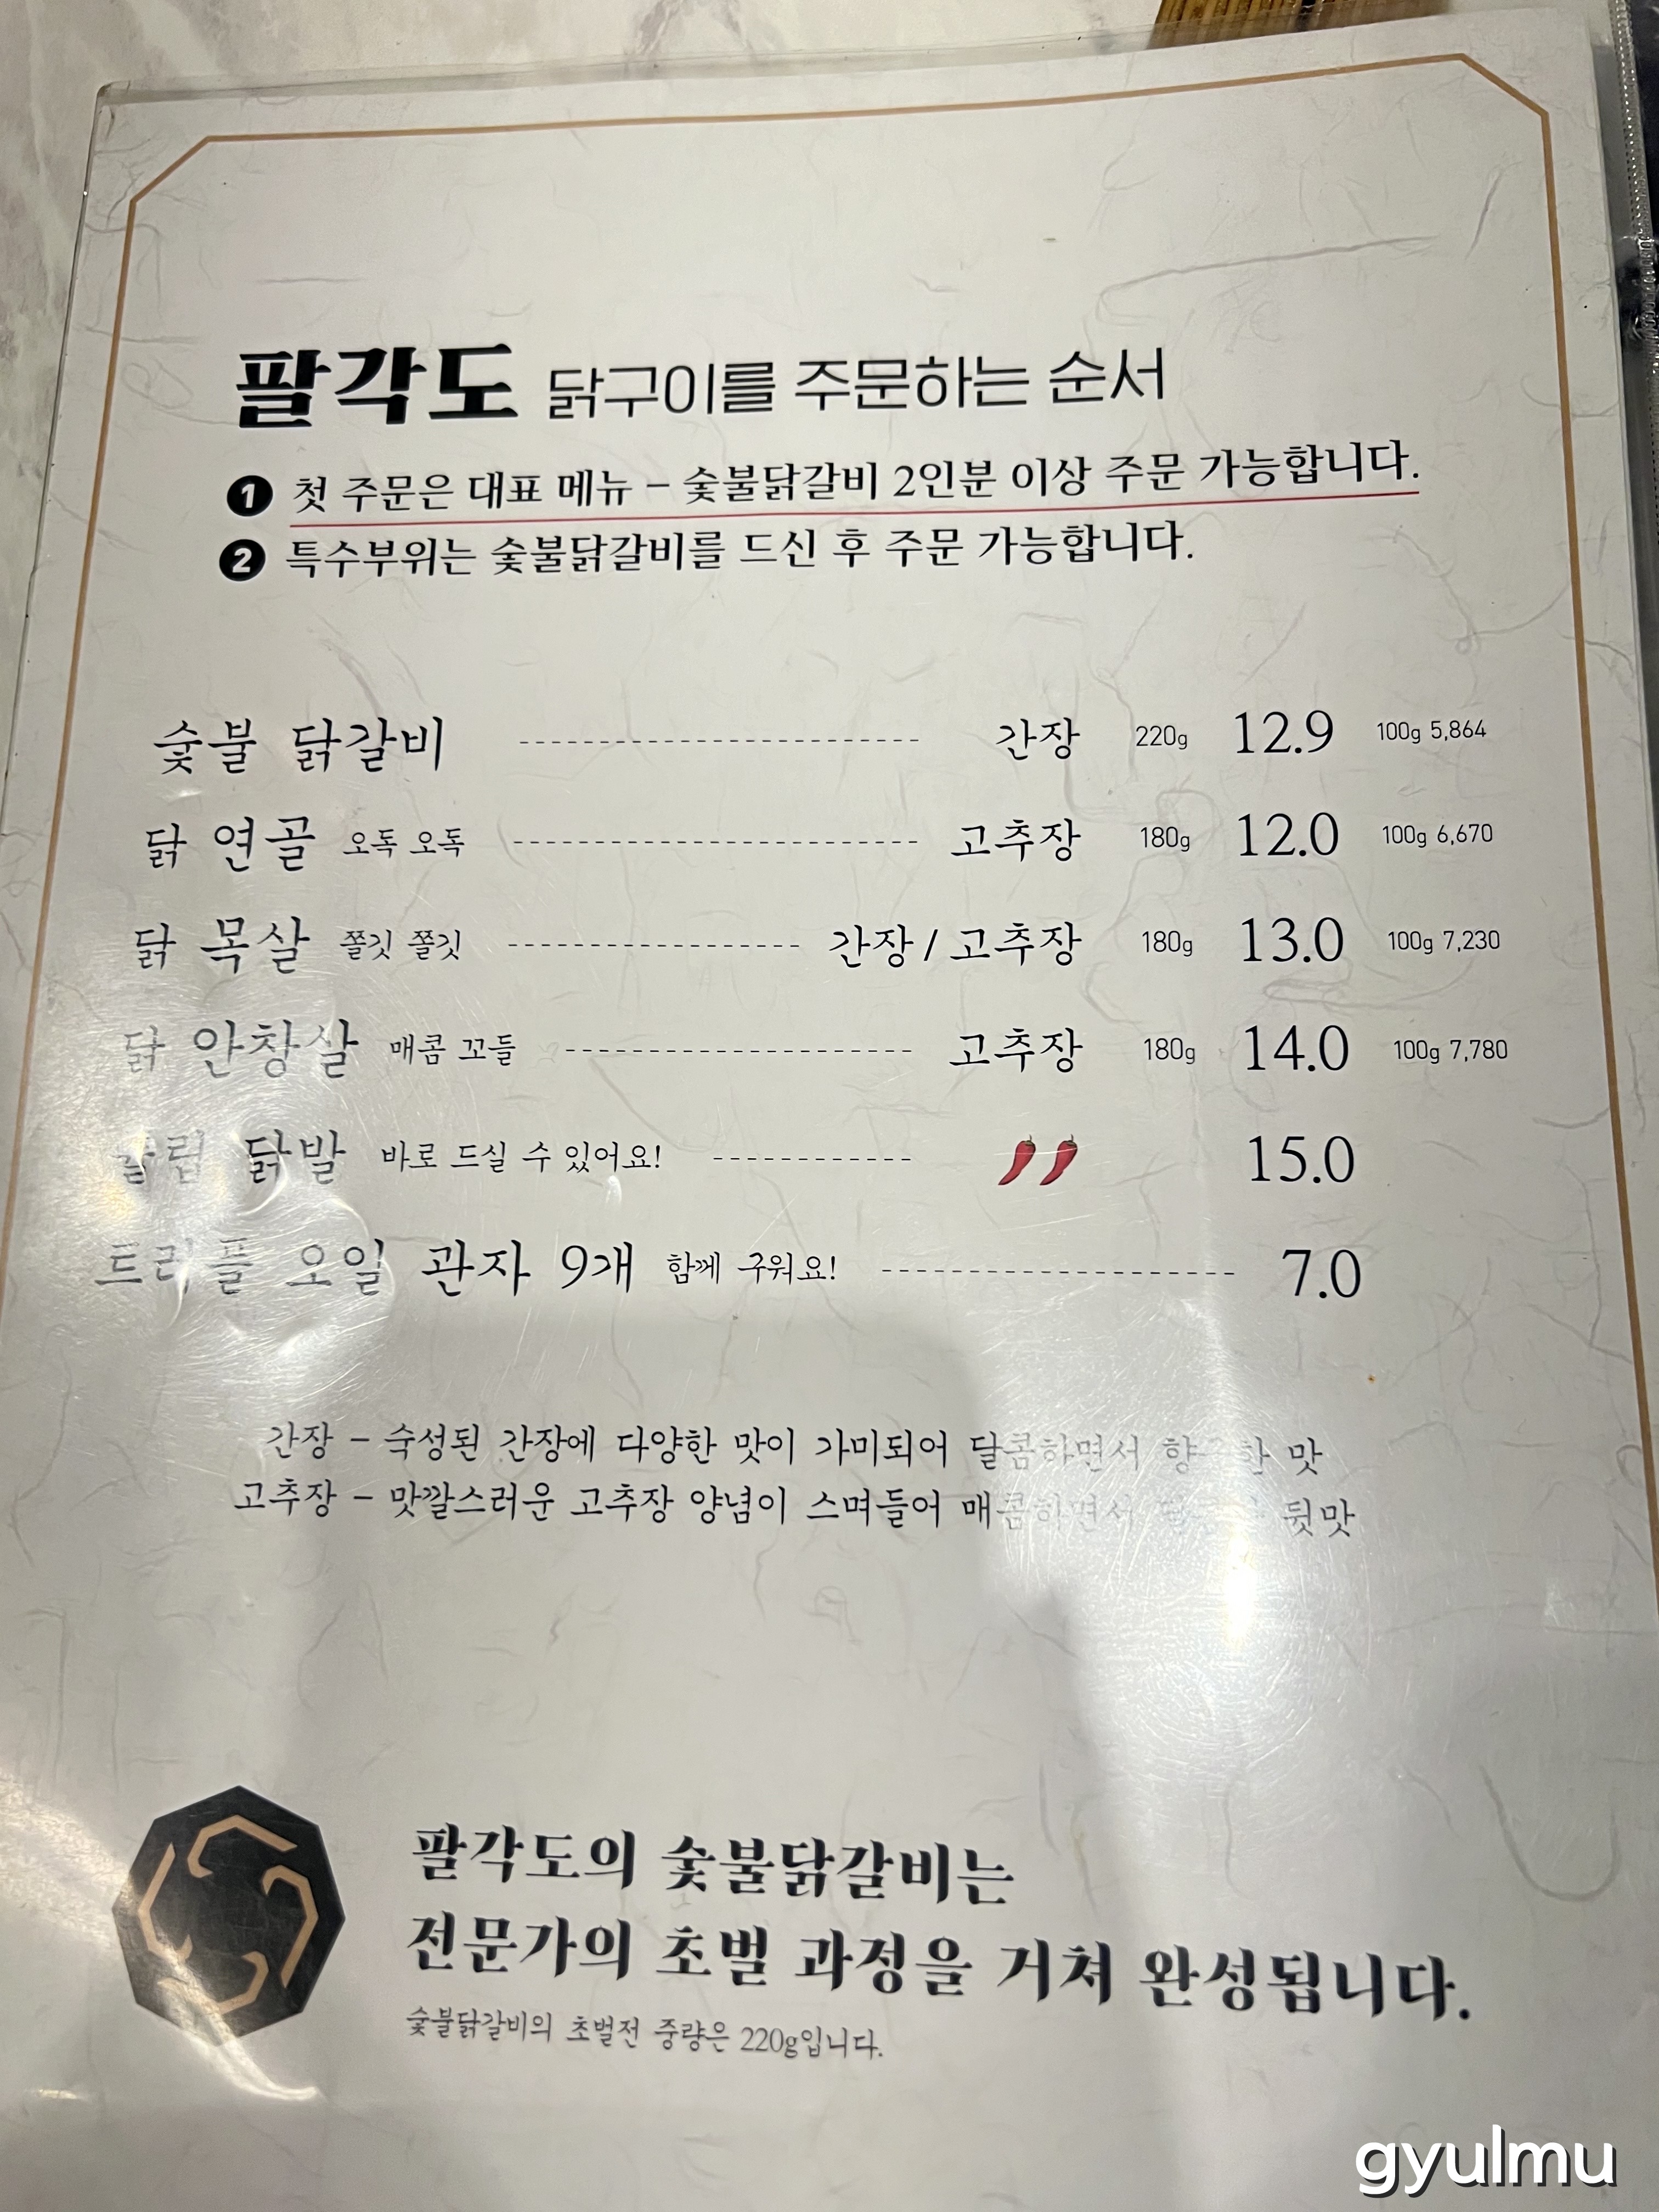 팔각도 닭구이를 주문하는 순서
1 첫 주문은 대표 메뉴 – 숯불닭갈비 2인분 이상 주문 가능합니다.
2 특수부위는 숯불닭갈비를 드신 후 주문 가능합니다.
숯불 닭갈비 간장 220g 12.9 100g 5,864
닭 연골 오독 오독 고추장 180g 12.0 100g 6,670
닭 목살 쫄깃 쫄깃 간장 / 고추장 180g 13.0 100g 7,230
닭 안창살 매콤 꼬들 고추장 180g 14.0 100g 7,780
닭발 바로 드실 수 있어요! 15.0
트러플 오일 관자 9개 함께 구워요! 7.0
간장 – 숙성된 간장에 다양한 맛이 가미되어 달콤하면서 맛
고추장 – 맛깔스러운 고추장 양념이 스며들어 매콤하면서 뒷맛
팔각도의 숯불닭갈비는
전문가의 초벌 과정을 거쳐 완성됩니다.
숯불닭갈비의 초벌전 중량은 220g입니다.
gyulmu